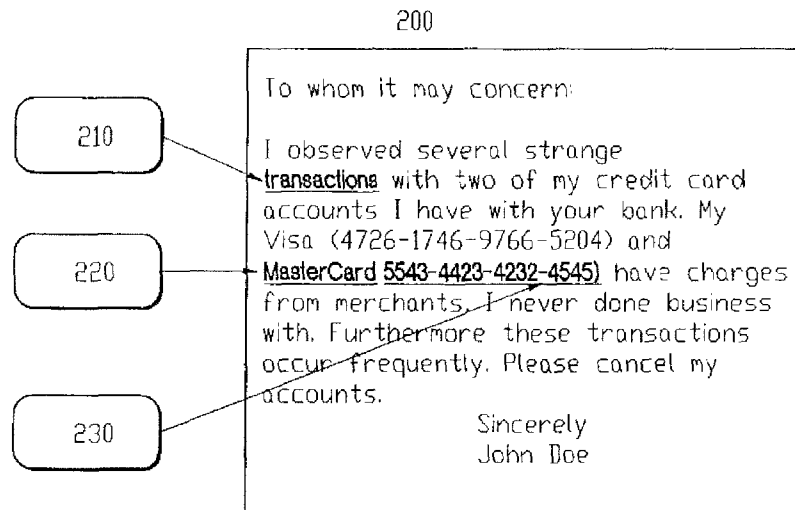 200
To whom it may concern:
210
I observed several strange
transactions with two of my credit card
accounts I have with your bank. My
Visa (4726-1746-9766-5204) and
220
MasterCard 5543-4423-4232-4545) have charges
from merchants, I never done business
with. Furthermore these transactions
occur frequently. Please cancel my
accounts.
230
Sincerely
John Doe